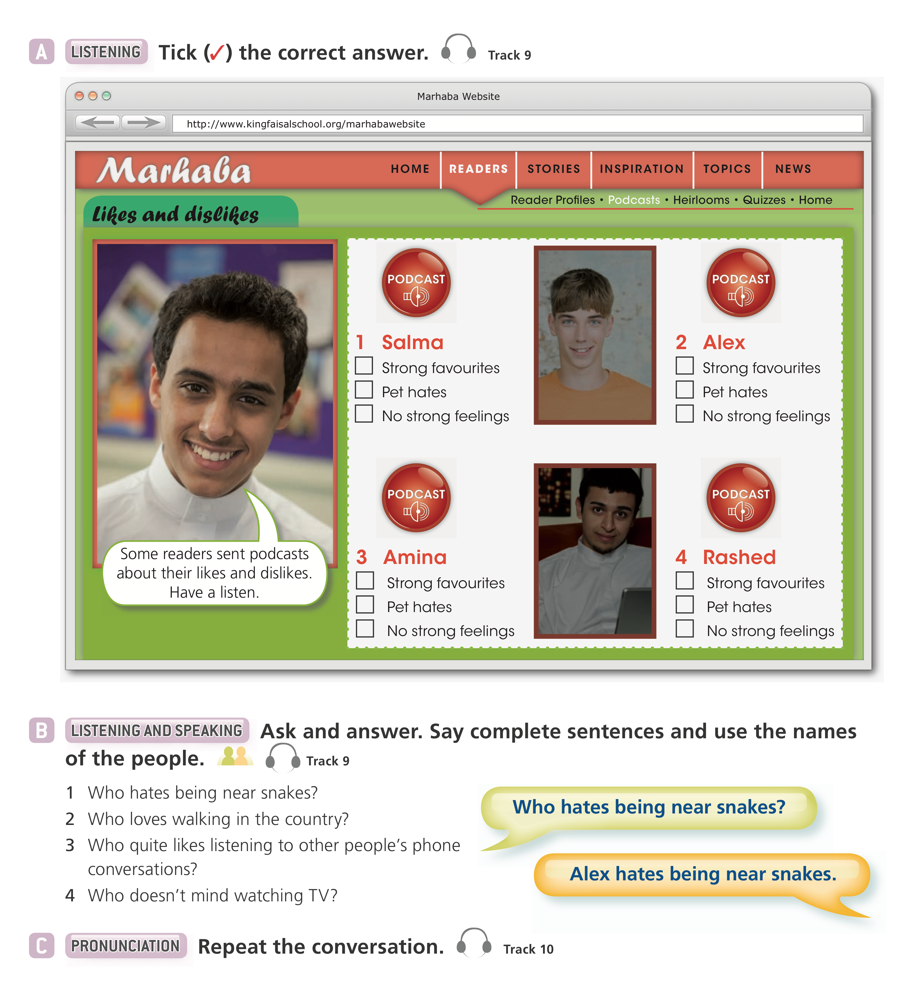 A LISTENING Tick (✓) the correct answer. Track 9
Marhaba Website
http://www.kingfaisalschool.org/marhabawebsite
Marhaba HOME READERS STORIES INSPIRATION TOPICS NEWS
Reader Profiles • Podcasts • Heirlooms • Quizzes • Home
Likes and dislikes
Some readers sent podcasts
about their likes and dislikes.
Have a listen.
PODCAST
1 Salma
Strong favourites
Pet hates
No strong feelings
PODCAST
2 Alex
Strong favourites
Pet hates
No strong feelings
PODCAST
3 Amina
Strong favourites
Pet hates
No strong feelings
PODCAST
4 Rashed
Strong favourites
Pet hates
No strong feelings
B LISTENING AND SPEAKING Ask and answer. Say complete sentences and use the names
of the people. Track 9
1 Who hates being near snakes?
2 Who loves walking in the country?
3 Who quite likes listening to other people’s phone
conversations?
4 Who doesn’t mind watching TV?
Who hates being near snakes?
Alex hates being near snakes.
C PRONUNCIATION Repeat the conversation. Track 10